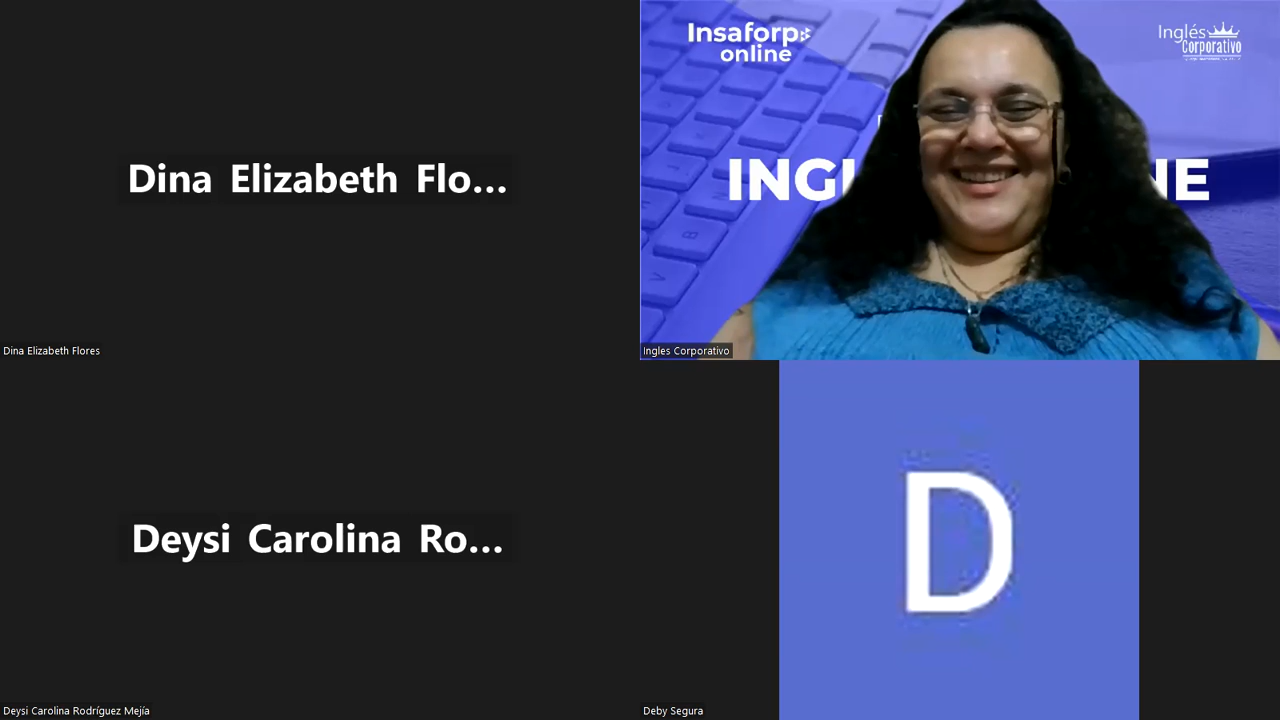 Dina Elizabeth Flo...
Dina Elizabeth Flores
Insaforp
online
Inglés
Corporativo
INGL
NE
Ingles Corporativo
Deysi Carolina Ro...
Deysi Carolina Rodríguez Mejía
D
Deby Segura